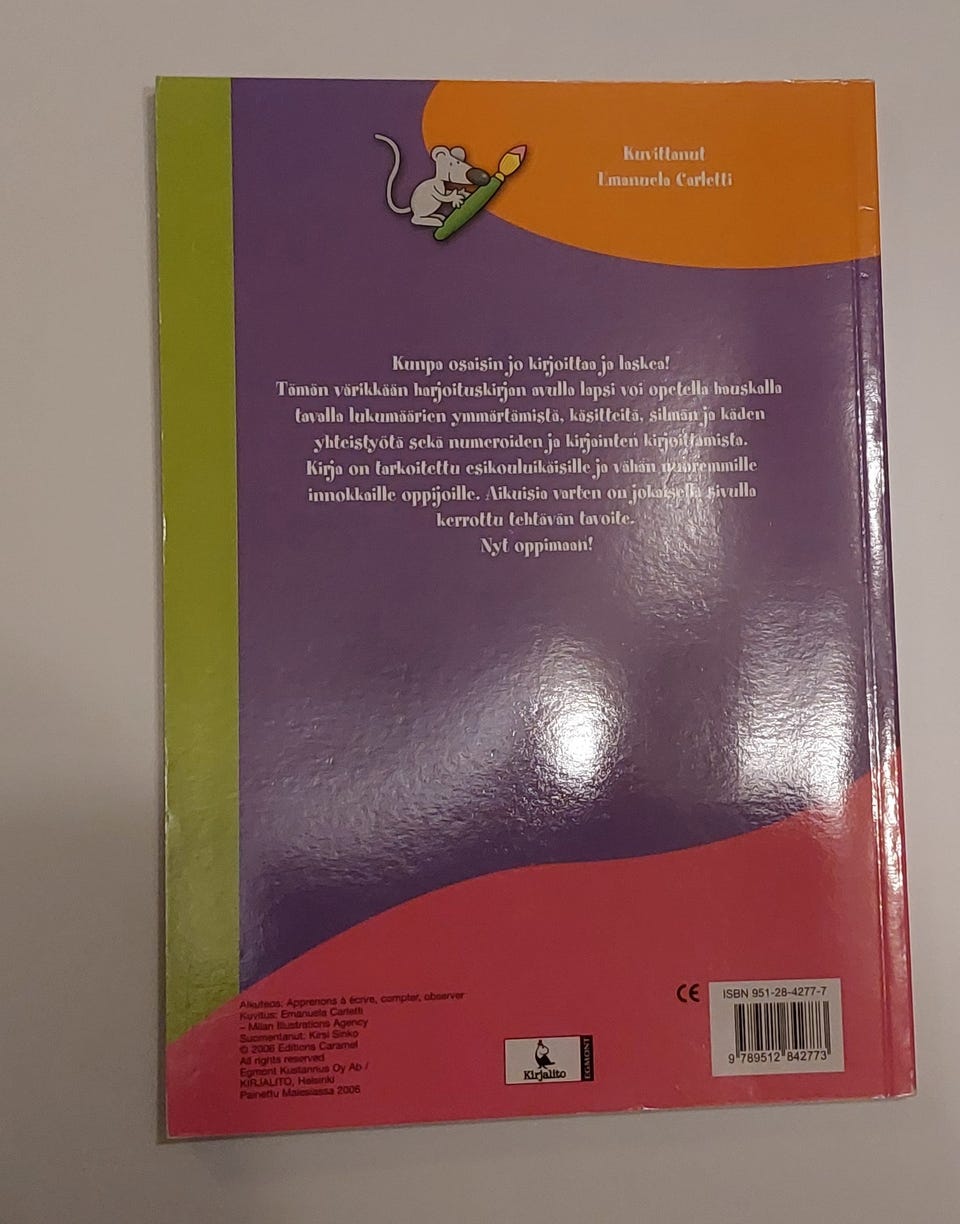 Kuvittanut
Emanuela Carletti
Kunpa osaisin jo kirjoittaa ja laskea!
Tämän värikkään harjoituskirjan avulla lapsi voi opetella hauskalla
tavalla lukumäärien ymmärtämistä, käsitteitä, silmän ja käden
yhteistyötä sekä numeroiden ja kirjainten kirjoittamista.
Kirja on tarkoitettu esikouluikäisille ja vähän nuoremmille
innokkaille oppijoille. Aikuisia varten on jokaisella sivulla
kerrottu tehtävän tavoite.
Nyt oppimaan!
Alkuteos: Apprenons à écrire, compter, observer
Kuvitus: Emanuela Carletti
– Milan Illustrations Agency
Suomentanut: Kirsi Sinko
© 2006 Editions Caramel
All rights reserved
Egmont Kustannus Oy Ab /
KIRJALITO, Helsinki
Painettu Malesiassa 2006
Kirjalito
EGMONT
CE
ISBN 951-28-4277-7
9 789512 842773